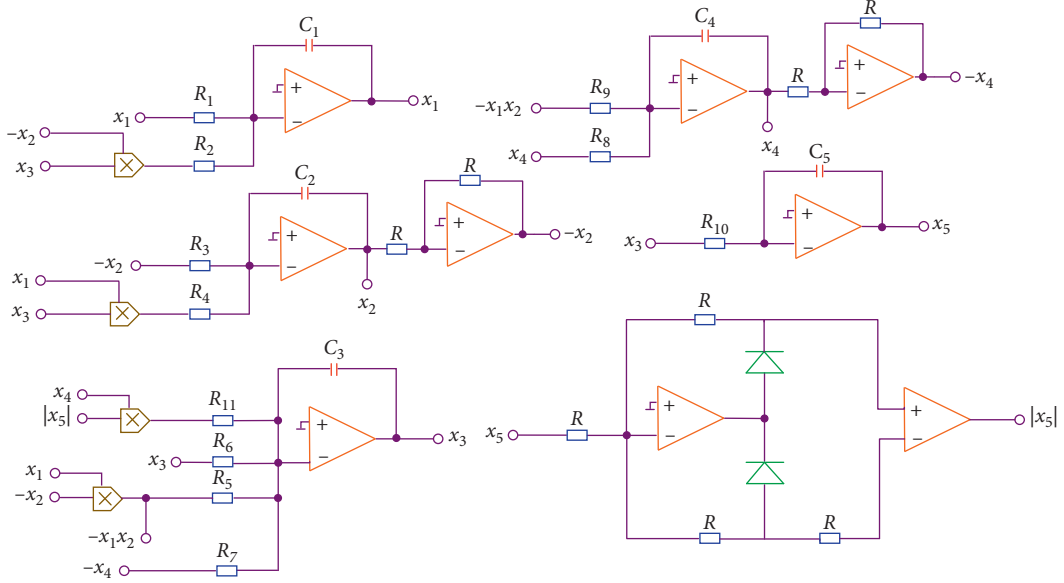 C₁
R₁
x₁
−x₂
x₃
R₂
+
−
x₁
×
C₂
R₃
−x₂
x₁
x₃
R₄
+
−
R
R
+
−
−x₂
x₂
×
C₃
x₄
|x₅|
R₁₁
×
x₃
R₆
+
−
x₃
x₁
−x₂
R₅
×
−x₁x₂
−x₄
R₇
C₄
R
−x₁x₂
R₉
+
−
R
+
−
−x₄
x₄
R₈
x₄
C₅
x₃
R₁₀
+
−
x₅
R
x₅
R
+
−
+
−
|x₅|
R
R